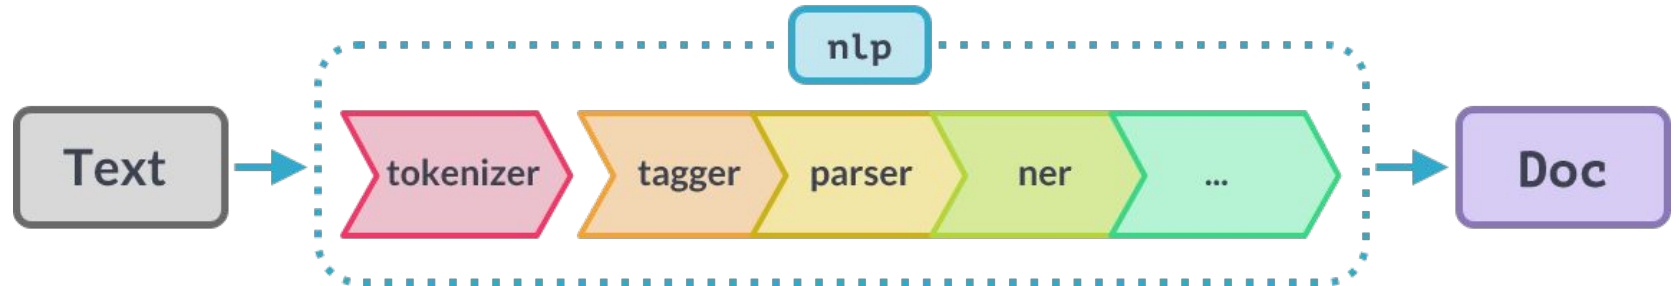 nlp
Text
tokenizer
tagger
parser
ner
...
Doc